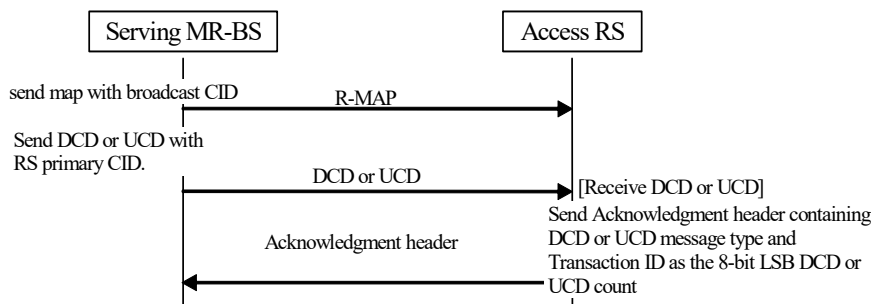 Serving MR-BS
Access RS
send map with broadcast CID
R-MAP
Send DCD or UCD with
RS primary CID.
DCD or UCD
[Receive DCD or UCD]
Send Acknowledgment header containing
DCD or UCD message type and
Transaction ID as the 8-bit LSB DCD or
UCD count
Acknowledgment header